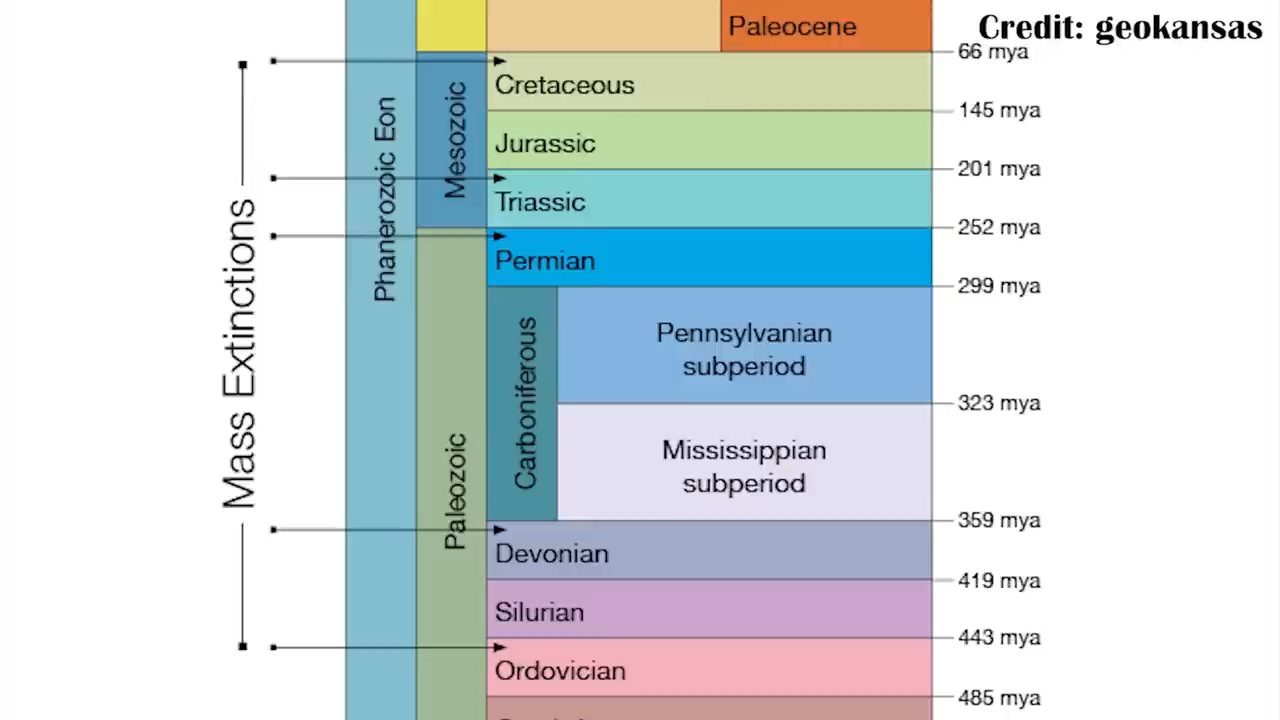 Credit: geokansas
Paleocene
66 mya
Cretaceous
145 mya
Jurassic
201 mya
Triassic
252 mya
Permian
299 mya
Pennsylvanian
subperiod
323 mya
Mississippian
subperiod
359 mya
Devonian
419 mya
Silurian
443 mya
Ordovician
485 mya
Carboniferous
Mesozoic
Paleozoic
Phanerozoic Eon
Mass Extinctions